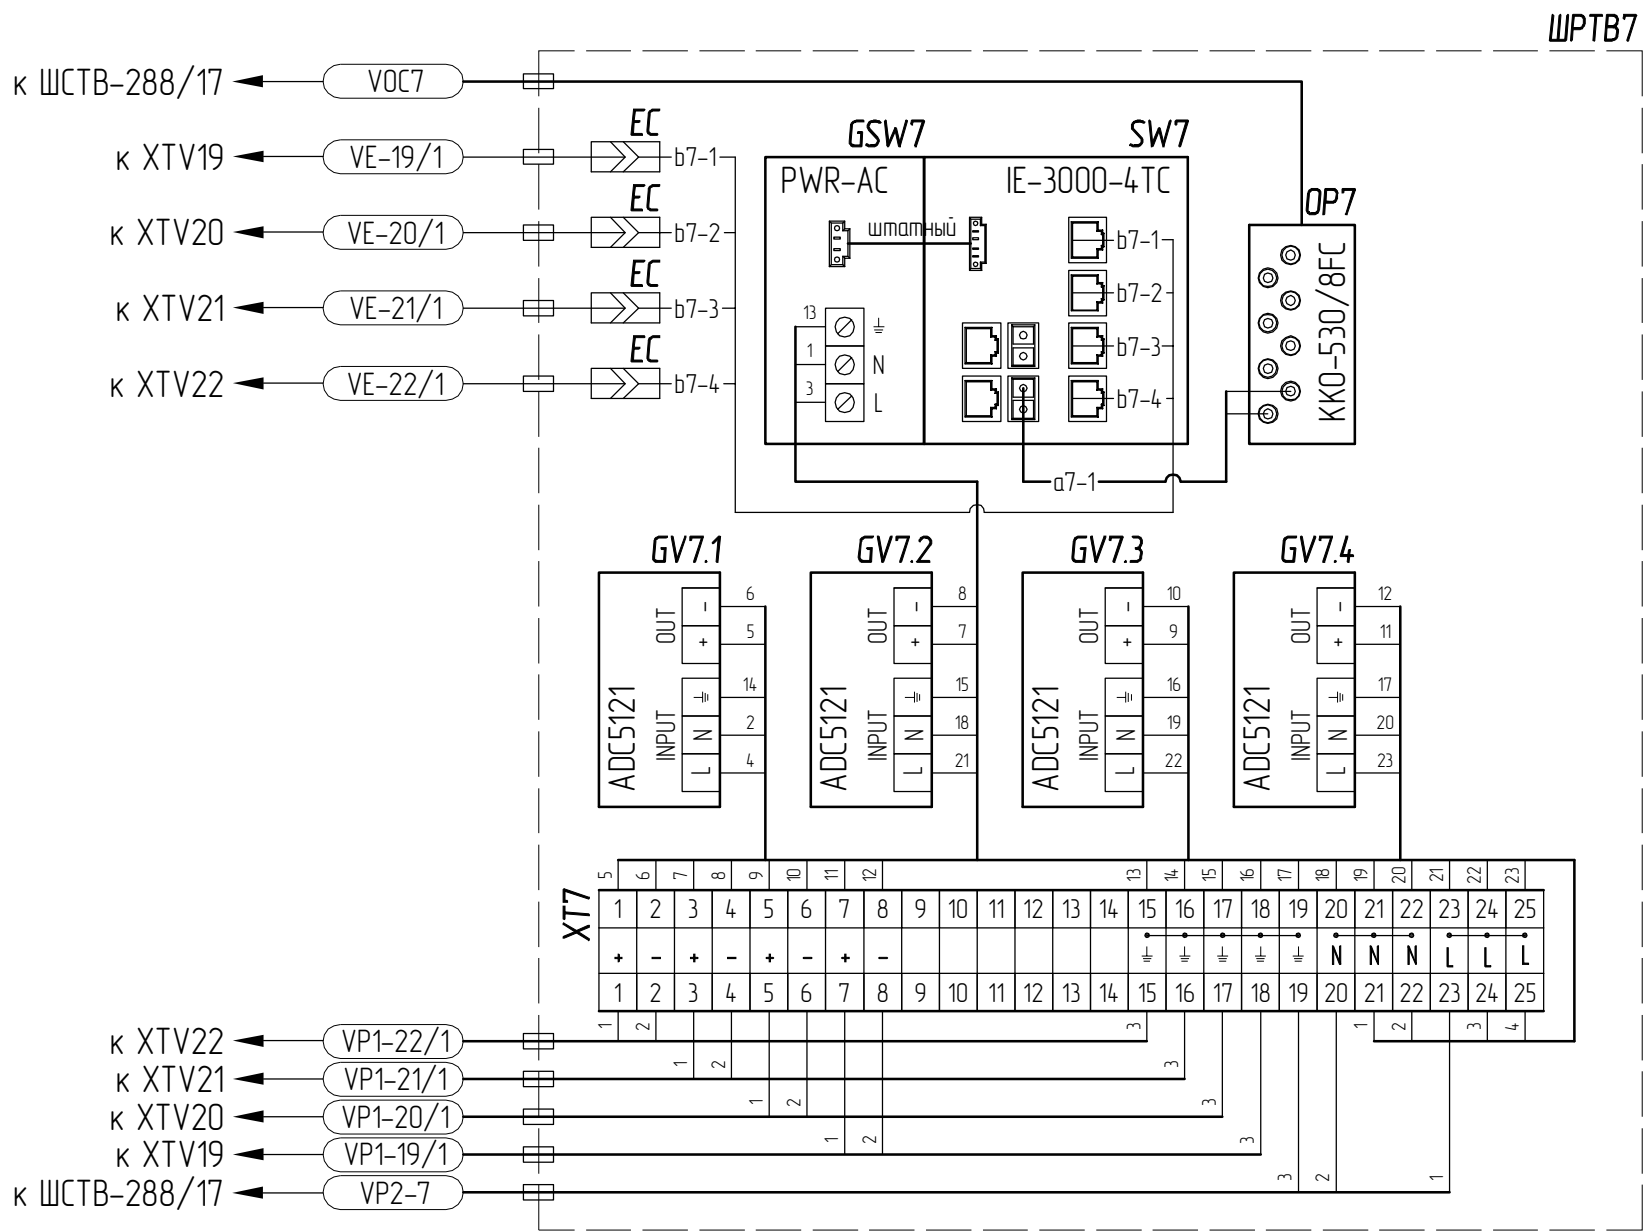 ШРТВ7
к ШСТВ-288/17 VOC7
к XTV19 VE-19/1 EC b7-1
к XTV20 VE-20/1 EC b7-2
к XTV21 VE-21/1 EC b7-3
к XTV22 VE-22/1 EC b7-4
GSW7 SW7
PWR-AC IE-3000-4TC
штатный
13
1 N
3 L
b7-1
b7-2
b7-3
b7-4
a7-1
OP7
ККО-530/8FC
GV7.1 GV7.2 GV7.3 GV7.4
ADC5121 OUT INPUT - + N L 6 5 14 2 4
ADC5121 OUT INPUT - + N L 8 7 15 18 21
ADC5121 OUT INPUT - + N L 10 9 16 19 22
ADC5121 OUT INPUT - + N L 12 11 17 20 23
XT7
5 6 7 8 9 10 11 12 13 14 15 16 17 18 19 20 21 22 23
1 2 3 4 5 6 7 8 9 10 11 12 13 14 15 16 17 18 19 20 21 22 23 24 25
+ - + - + - + - N N N L L L
1 2 3 4 5 6 7 8 9 10 11 12 13 14 15 16 17 18 19 20 21 22 23 24 25
к XTV22 VP1-22/1 1 2 3 1 2 3 4
к XTV21 VP1-21/1 1 2 3
к XTV20 VP1-20/1 1 2 3
к XTV19 VP1-19/1 1 2 3
к ШСТВ-288/17 VP2-7 3 2 1